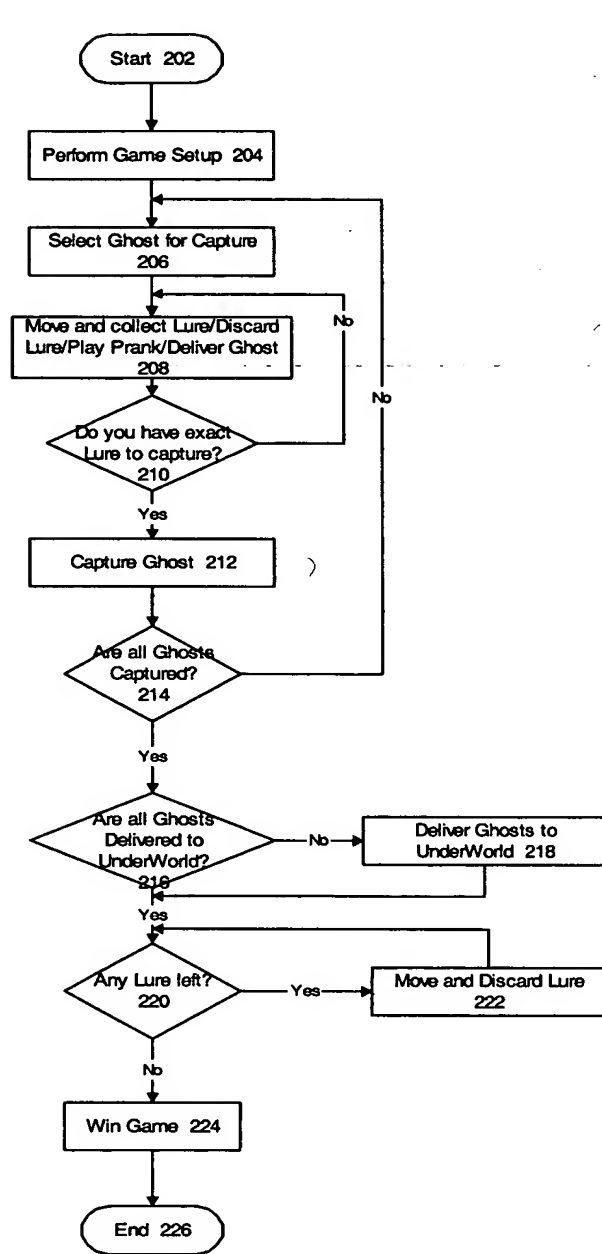 Start 202
Perform Game Setup 204
Select Ghost for Capture
206
No
Move and collect Lure/Discard
Lure/Play Prank/Deliver Ghost
208
No
Do you have exact
Lure to capture?
210
Yes
Capture Ghost 212
Are all Ghosts
Captured?
214
Yes
Are all Ghosts
Delivered to
UnderWorld?
216
No
Deliver Ghosts to
UnderWorld 218
Yes
Any Lure left?
220
Yes
Move and Discard Lure
222
No
Win Game 224
End 226